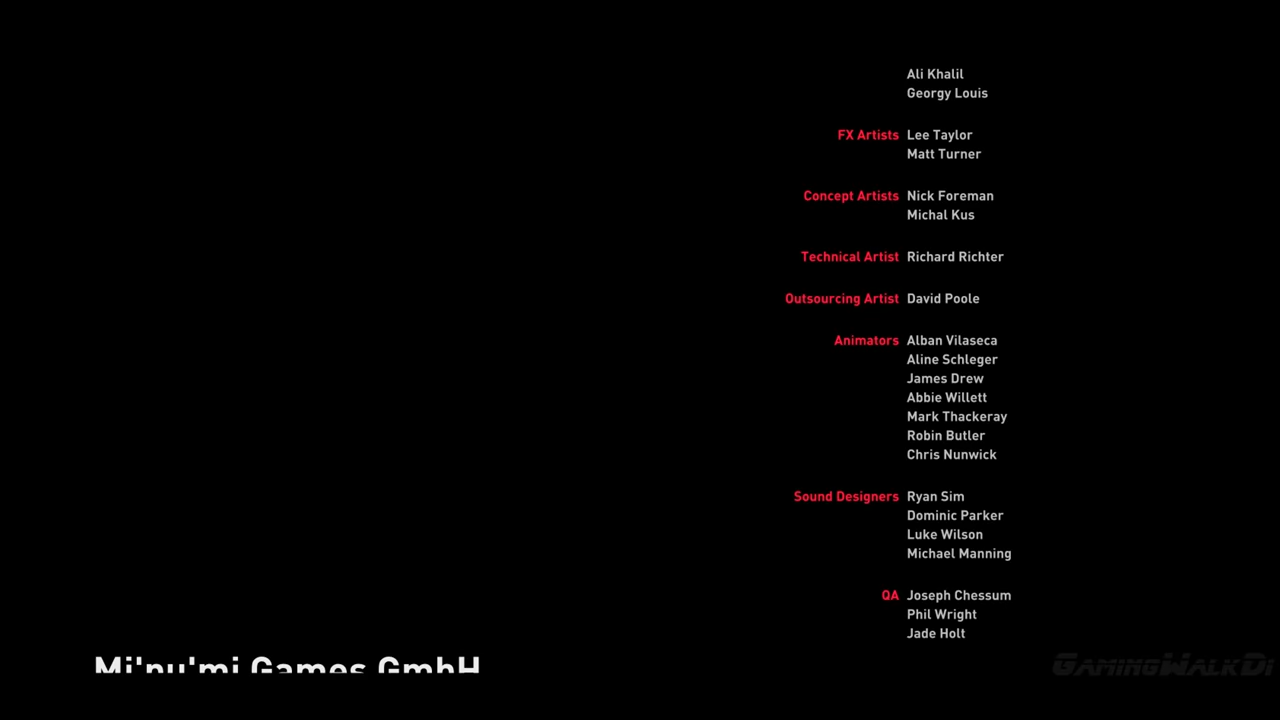 Ali Khalil
Georgy Louis
FX Artists Lee Taylor
Matt Turner
Concept Artists Nick Foreman
Michal Kus
Technical Artist Richard Richter
Outsourcing Artist David Poole
Animators Alban Vilaseca
Aline Schleger
James Drew
Abbie Willett
Mark Thackeray
Robin Butler
Chris Nunwick
Sound Designers Ryan Sim
Dominic Parker
Luke Wilson
Michael Manning
QA Joseph Chessum
Phil Wright
Jade Holt
Mi'pu'mi Games GmbH
GamingWalkDi